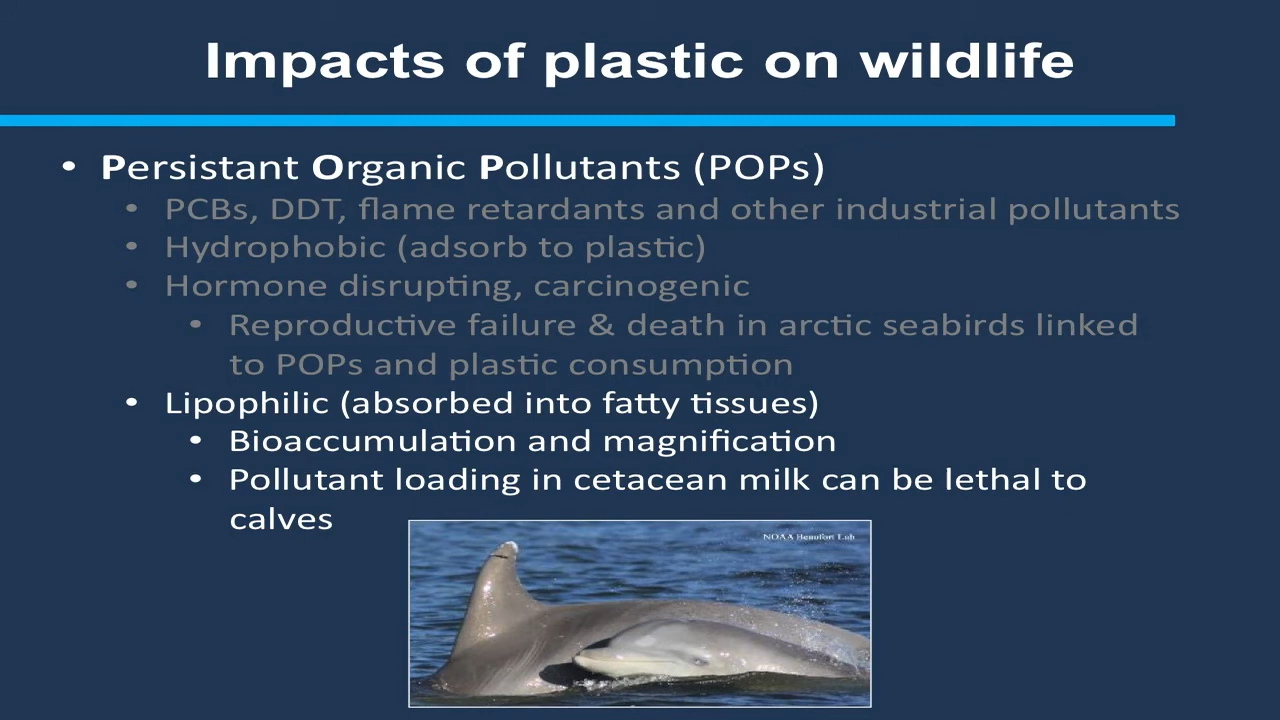 Impacts of plastic on wildlife
• Persistant Organic Pollutants (POPs)
• PCBs, DDT, flame retardants and other industrial pollutants
• Hydrophobic (adsorb to plastic)
• Hormone disrupting, carcinogenic
• Reproductive failure & death in arctic seabirds linked
to POPs and plastic consumption
• Lipophilic (absorbed into fatty tissues)
• Bioaccumulation and magnification
• Pollutant loading in cetacean milk can be lethal to
calves
NOAA Beaufort Lab